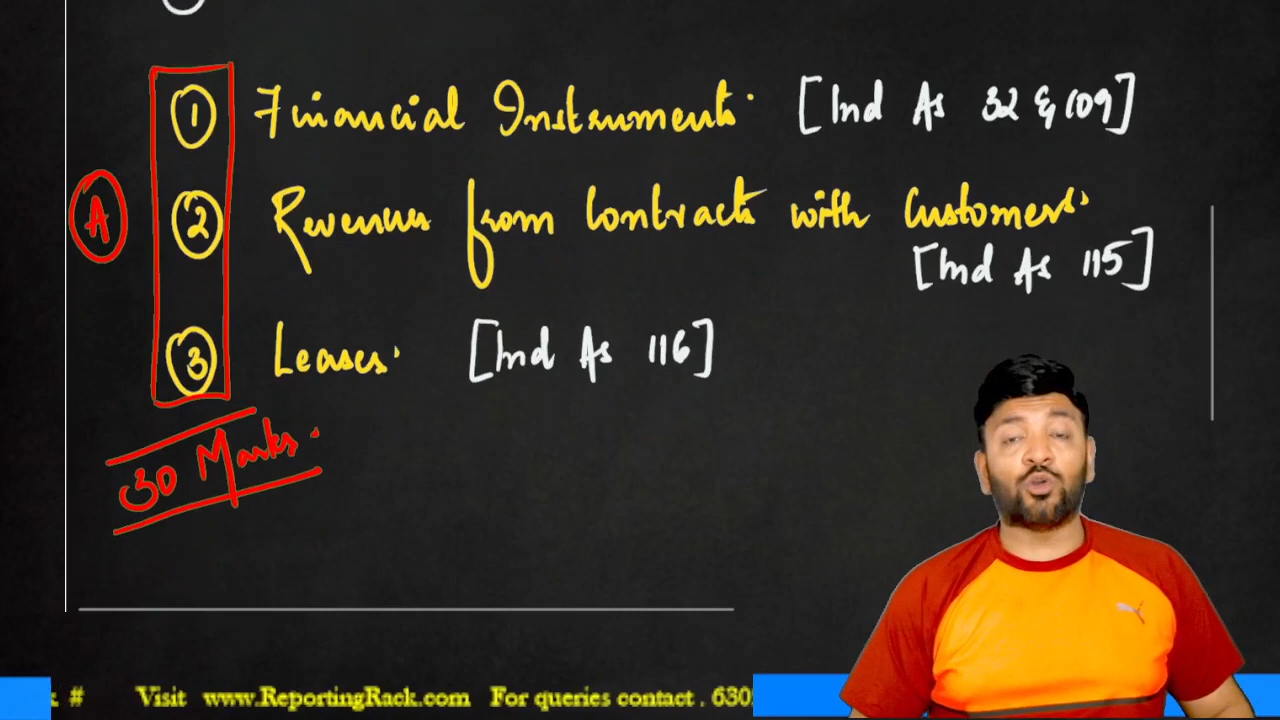 ① Financial Instruments. [Ind As 32 & 109]
A ② Revenues from Contracts with Customers.
[Ind As 115]
③ Leases. [Ind As 116]
30 Marks.
# Visit www.ReportingRack.com For queries contact . 630